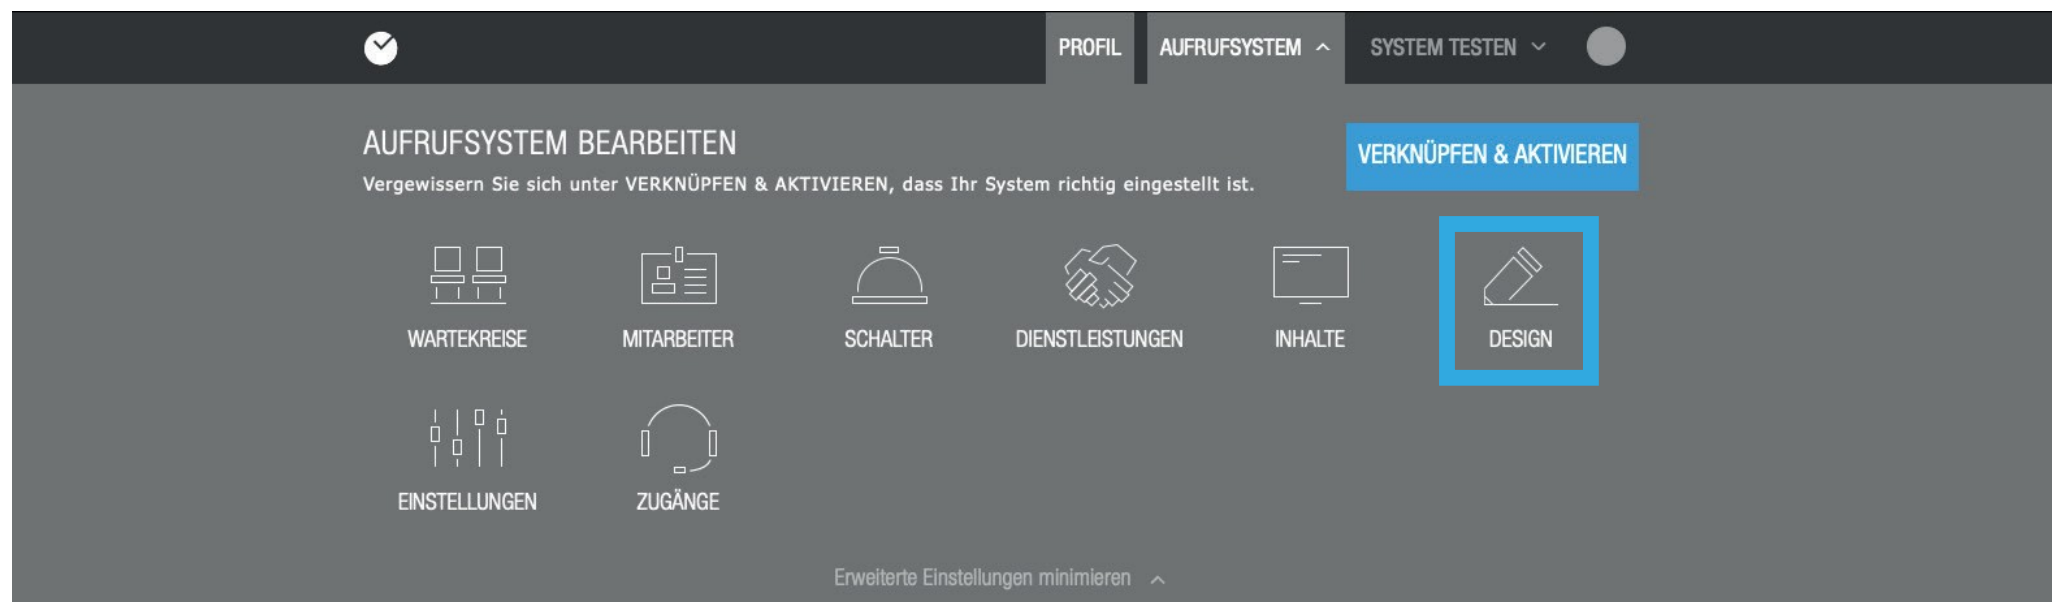 PROFIL AUFRUFSYSTEM SYSTEM TESTEN
AUFRUFSYSTEM BEARBEITEN
VERKNÜPFEN & AKTIVIEREN
Vergewissern Sie sich unter VERKNÜPFEN & AKTIVIEREN, dass Ihr System richtig eingestellt ist.
WARTEKREISE MITARBEITER SCHALTER DIENSTLEISTUNGEN INHALTE DESIGN
EINSTELLUNGEN ZUGÄNGE
Erweiterte Einstellungen minimieren